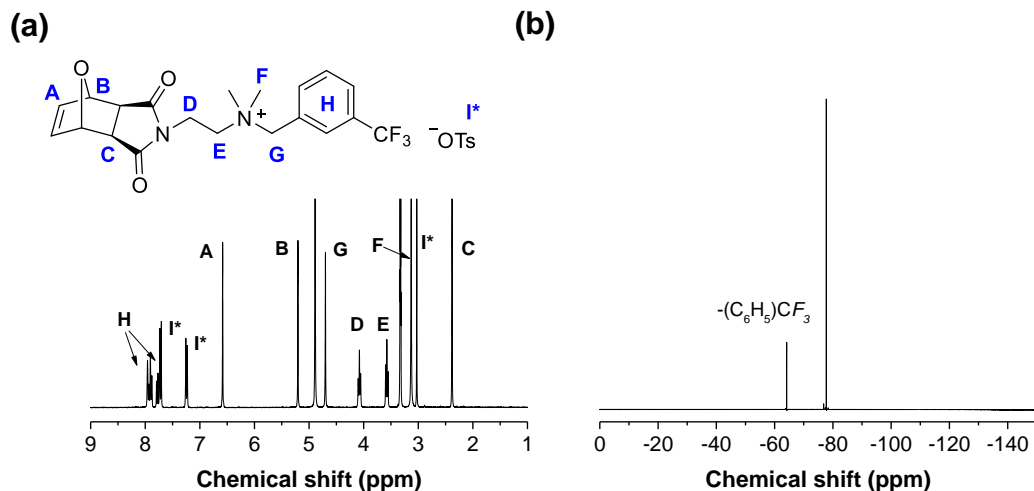 (a)
(b)
O
A
B
O
F
D
H
I*
N
N
+
CF3
−OTs
C
E
G
O
A
B
G
F
I*
C
H
I*
I*
D
E
-(C6H5)CF3
9 8 7 6 5 4 3 2 1
0 -20 -40 -60 -80 -100 -120 -140
Chemical shift (ppm)
Chemical shift (ppm)